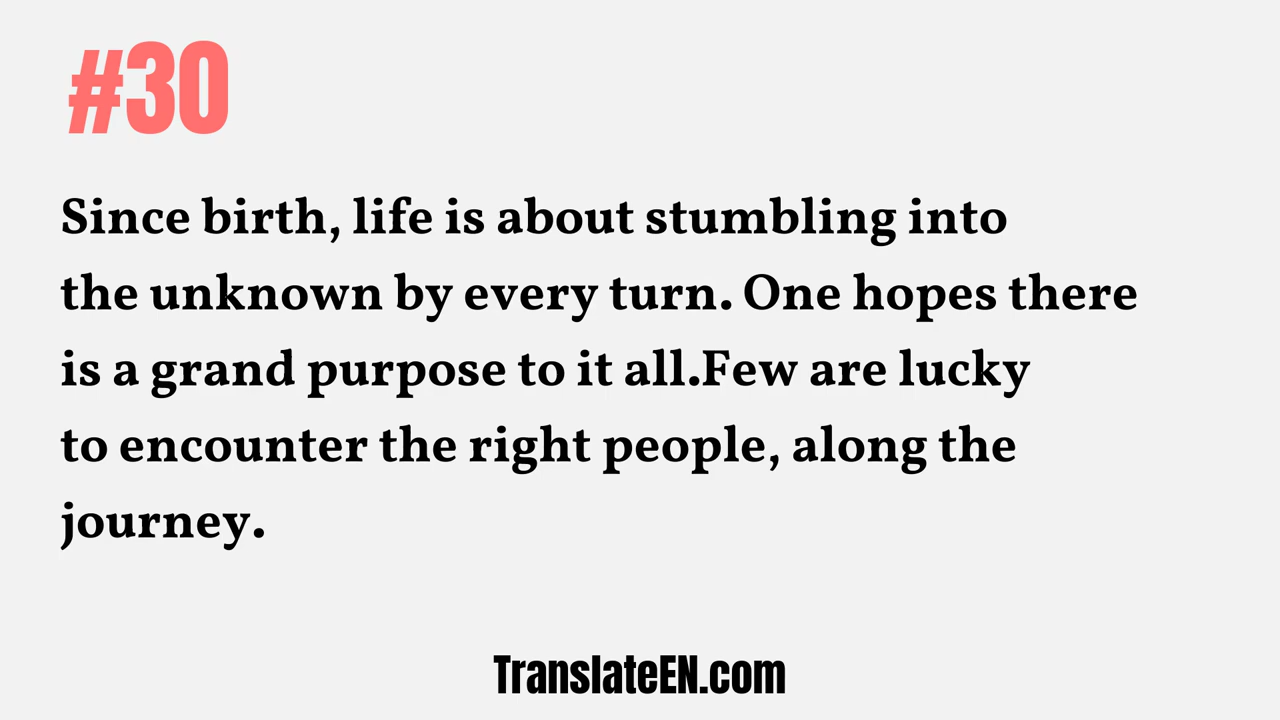 #30
Since birth, life is about stumbling into
the unknown by every turn. One hopes there
is a grand purpose to it all.Few are lucky
to encounter the right people, along the
journey.
TranslateEN.com